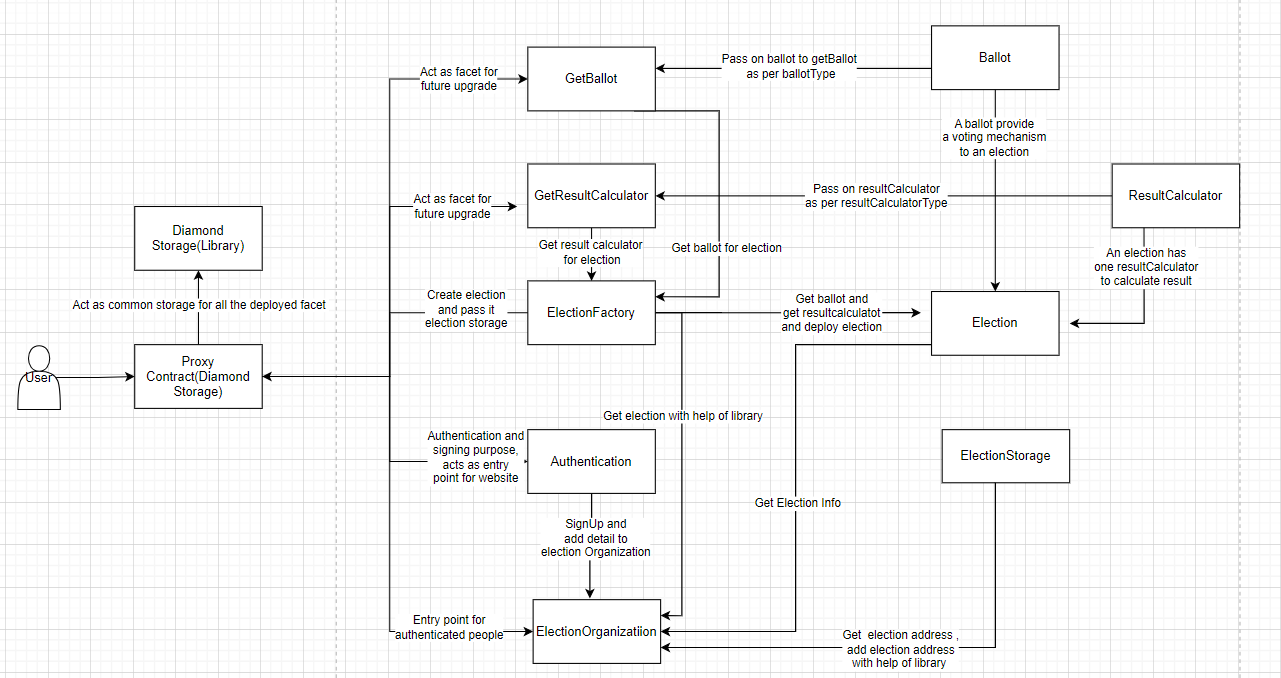 Ballot
Pass on ballot to getBallot
as per ballotType
Act as facet for
future upgrade
GetBallot
A ballot provide
a voting mechanism
to an election
GetResultCalculator
Pass on resultCalculator
as per resultCalculatorType
ResultCalculator
Act as facet for
future upgrade
Diamond
Storage(Library)
Get result calculator
for election
Get ballot for election
An election has
one resultCalculator
to calculate result
Act as common storage for all the deployed facet
Create election
and pass it
election storage
ElectionFactory
Get ballot and
get resultcalculatot
and deploy election
Election
User
Proxy
Contract(Diamond
Storage)
Get election with help of library
Authentication and
signing purpose,
acts as entry
point for website
Authentication
ElectionStorage
Get Election Info
SignUp and
add detail to
election Organization
Entry point for
authenticated people
ElectionOrganizatiion
Get  election address ,
add election address
with help of library